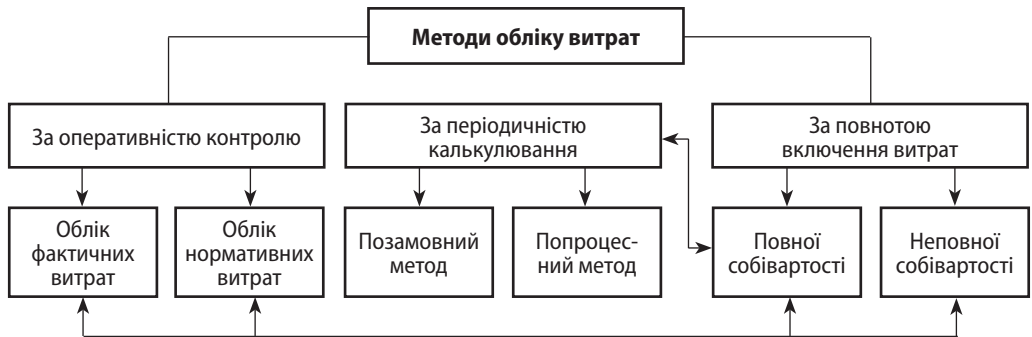 Методи обліку витрат
За оперативністю контролю
За періодичністю
калькулювання
За повнотою
включення витрат
Облік
фактичних
витрат
Облік
нормативних
витрат
Позамовний
метод
Попроцес-
ний метод
Повної
собівартості
Неповної
собівартості